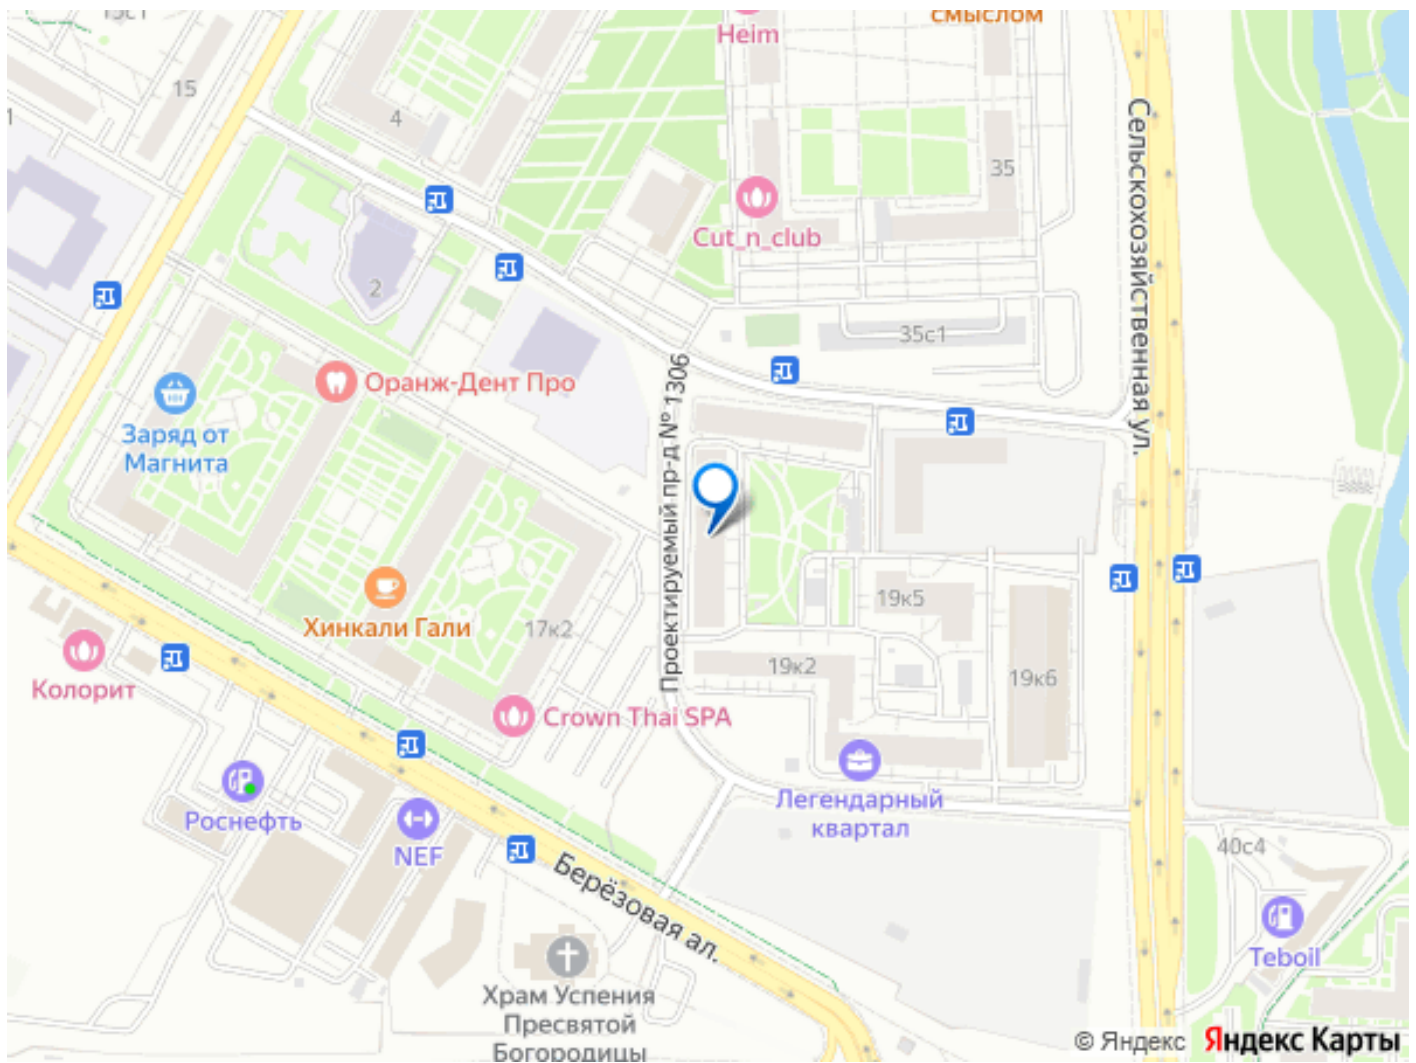 15с1
Heim
смыслом
15
4
1
35
Сельскохозяйственная ул.
Cut_n_club
2
35с1
Проектируемый пр-д № 1306
Оранж-Дент Про
Заряд от
Магнита
Хинкали Гали
17к2
19к5
19к2
19к6
Колорит
Crown Thai SPA
Легендарный
квартал
Роснефть
NEF
40с4
Берёзовая ал.
Teboil
Храм Успения
Пресвятой
Богородицы
© Яндекс Яндекс Карты